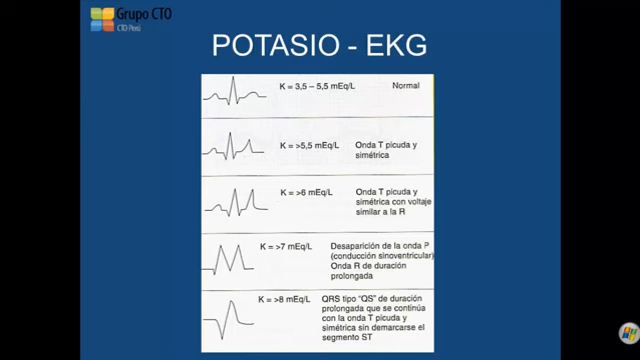 Grupo CTO
CTO Perú
POTASIO - EKG
K = 3,5 – 5,5 mEq/L Normal
K = >5,5 mEq/L Onda T picuda y
simétrica
K = >6 mEq/L Onda T picuda y
simétrica con voltaje
similar a la R
K = >7 mEq/L Desaparición de la onda P
(conducción sinoventricular)
Onda R de duración
prolongada
K = >8 mEq/L QRS tipo "QS" de duración
prolongada que se continúa
con la onda T picuda y
simétrica sin demarcarse el
segmento ST